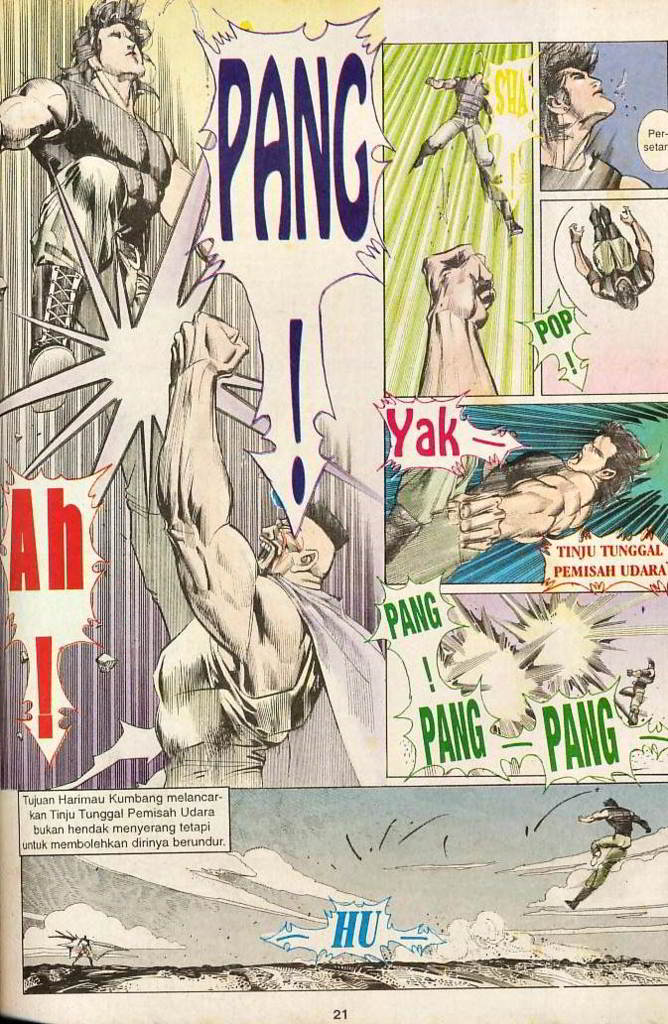 PANG
!
Ah
!
SHA
!
Per-
setan
POP
!
Yak —
TINJU TUNGGAL
PEMISAH UDARA
PANG
!
PANG —
PANG —
Tujuan Harimau Kumbang melancar-
kan Tinju Tunggal Pemisah Udara
bukan hendak menyerang tetapi
untuk membolehkan dirinya berundur.
— HU —
21